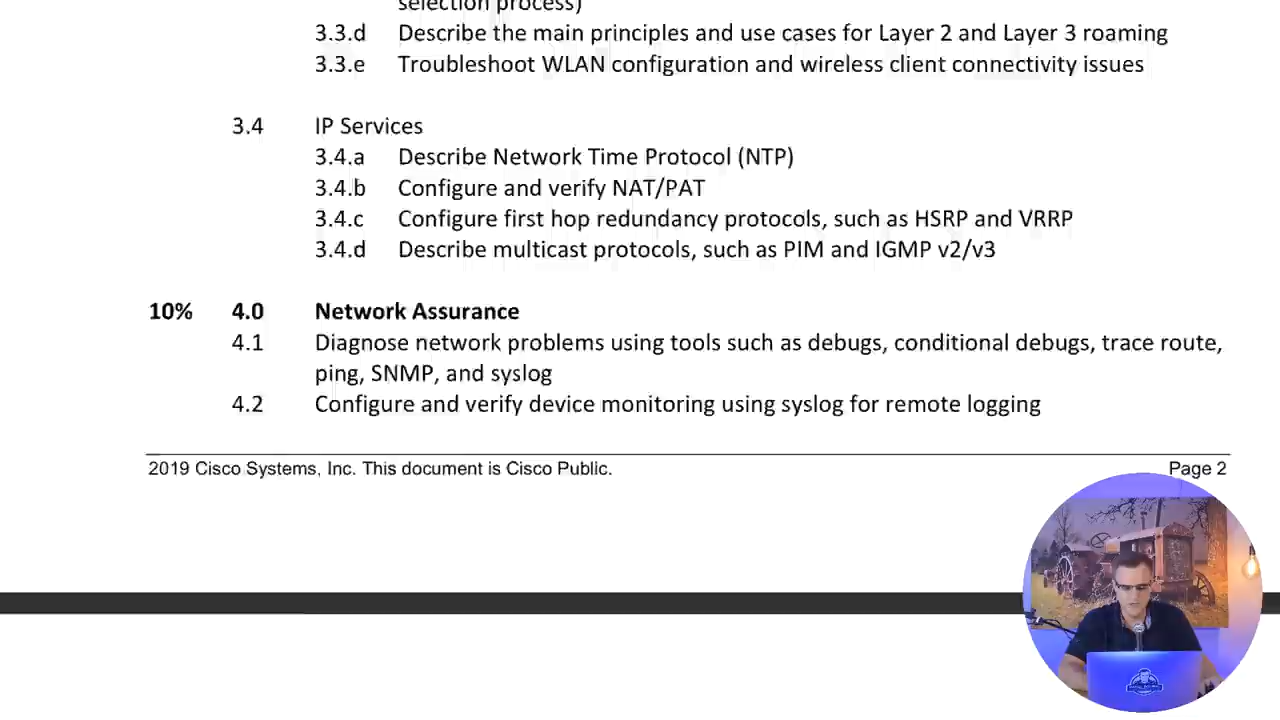 selection process)
3.3.d Describe the main principles and use cases for Layer 2 and Layer 3 roaming
3.3.e Troubleshoot WLAN configuration and wireless client connectivity issues
3.4 IP Services
3.4.a Describe Network Time Protocol (NTP)
3.4.b Configure and verify NAT/PAT
3.4.c Configure first hop redundancy protocols, such as HSRP and VRRP
3.4.d Describe multicast protocols, such as PIM and IGMP v2/v3
10% 4.0 Network Assurance
4.1 Diagnose network problems using tools such as debugs, conditional debugs, trace route,
ping, SNMP, and syslog
4.2 Configure and verify device monitoring using syslog for remote logging
2019 Cisco Systems, Inc. This document is Cisco Public. Page 2